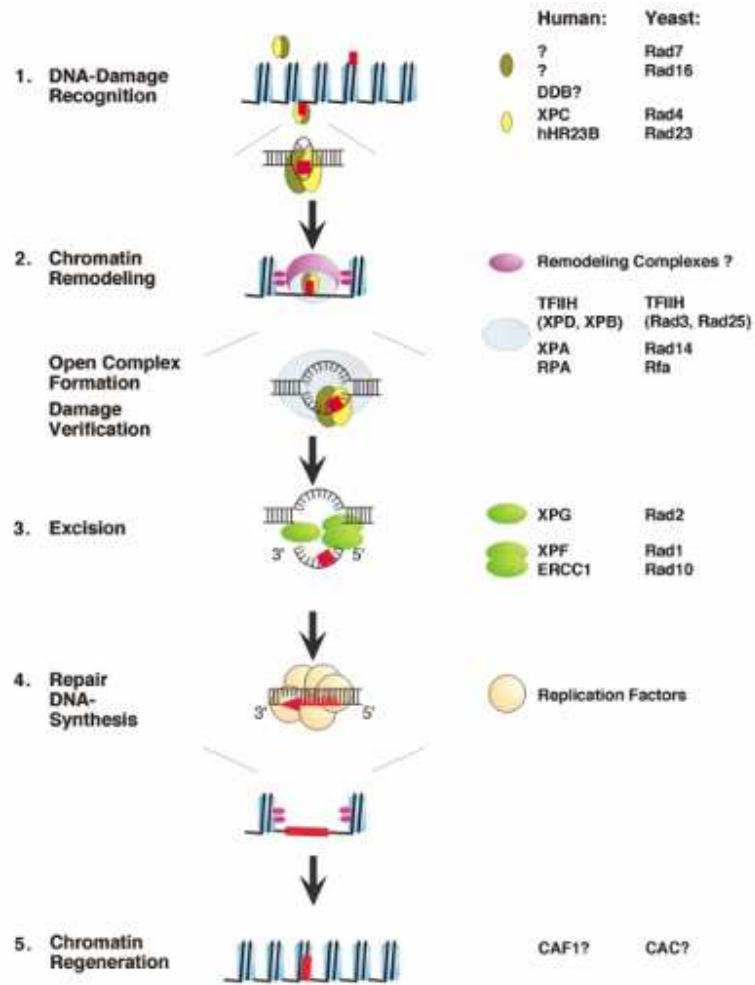 Human: Yeast:
1. DNA-Damage
Recognition
? Rad7
? Rad16
DDB?
XPC Rad4
hHR23B Rad23
2. Chromatin
Remodeling
Remodeling Complexes ?
TFIIH TFIIH
(XPD, XPB) (Rad3, Rad25)
XPA Rad14
RPA Rfa
Open Complex
Formation
Damage
Verification
3. Excision
3' 5'
XPG Rad2
XPF Rad1
ERCC1 Rad10
4. Repair
DNA-
Synthesis
3' 5'
Replication Factors
5. Chromatin
Regeneration
CAF1? CAC?